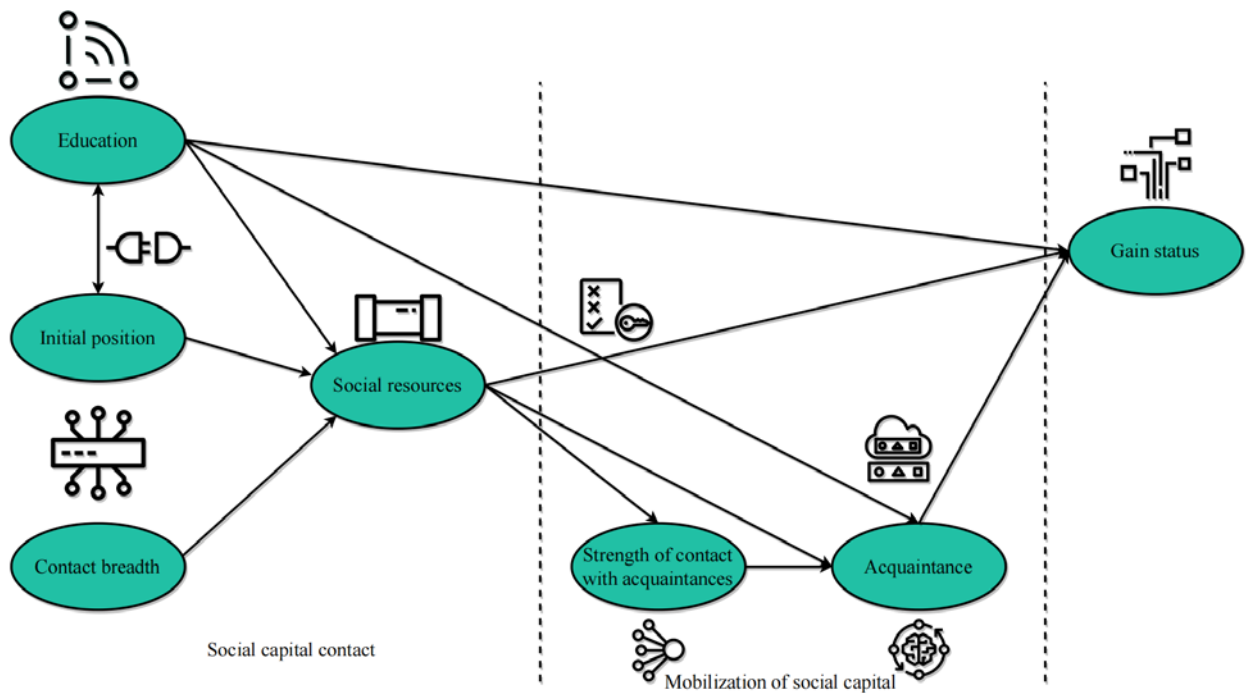 Education
Gain status
Initial position
Social resources
Contact breadth
Strength of contact
with acquaintances
Acquaintance
Social capital contact
Mobilization of social capital